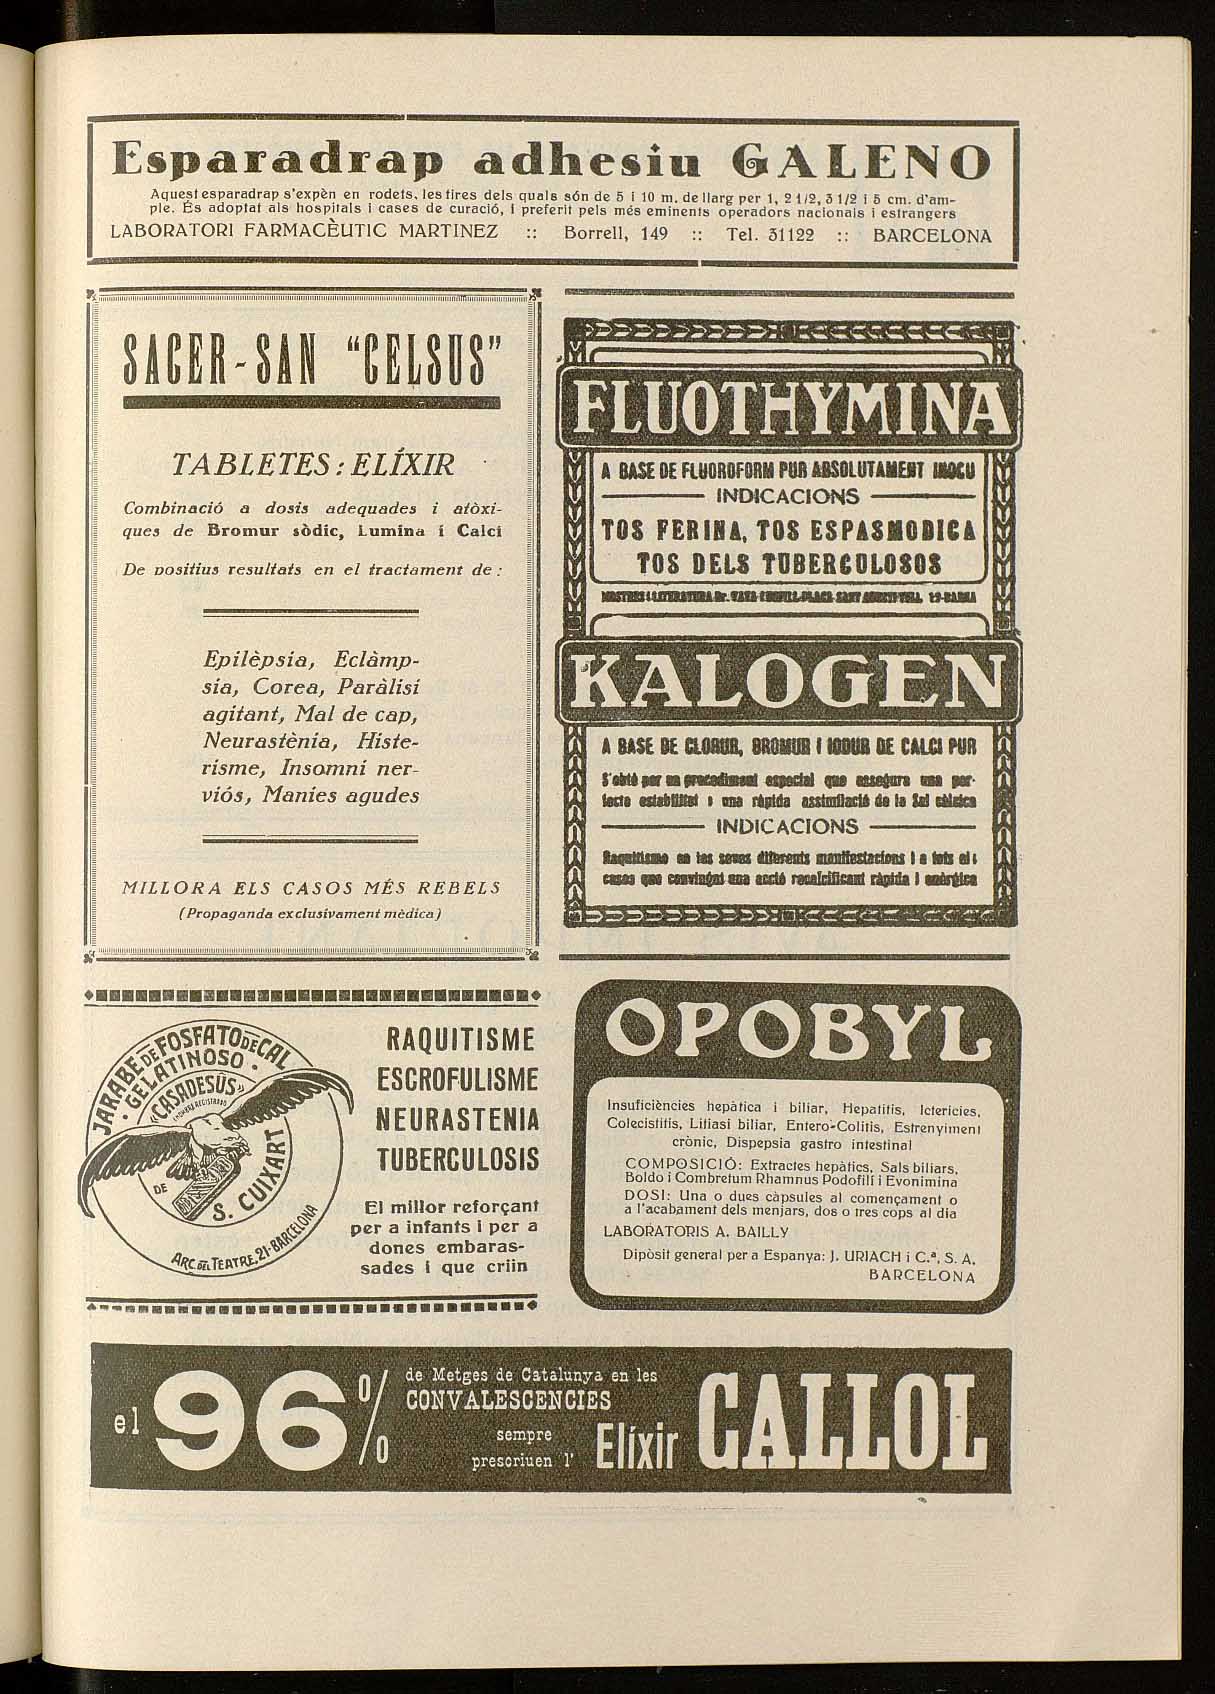 Esparadrap adhesiu GALENO
Aquest esparadrap s'expèn en rodets, les tires dels quals són de 5 i 10 m. de llarg per 1, 2 1/2, 3 1/2 i 5 cm. d'am-
ple. És adoptat als hospitals i cases de curació, i preferit pels més eminents operadors nacionals i estrangers
LABORATORI FARMACÈUTIC MARTINEZ :: Borrell, 149 :: Tel. 31122 :: BARCELONA
SACER-SAN "CELSUS"
TABLETES : ELÍXIR
Combinació a dosis adequades i atòxi-
ques de Bromur sòdic, Lumina i Calci
De positius resultats en el tractament de :
Epilèpsia, Eclàmp-
sia, Corea, Paràlisi
agitant, Mal de cap,
Neurastènia, Histe-
risme, Insomni ner-
viós, Manies agudes
MILLORA ELS CASOS MÉS REBELS
(Propaganda exclusivament mèdica)
FLUOTHYMINA
A BASE DE FLUOROFORM PUR ABSOLUTAMENT INOCU
INDICACIONS
TOS FERINA, TOS ESPASMODICA
TOS DELS TUBERCULOSOS
MOSTRES I LITERATURA Dr. PLAÇA SANT AGUSTI VELL,
KALOGEN
A BASE DE CLORUR, BROMUR I IODUR DE CALCI PUR
S'obté per un procediment especial que assegura una per-
fecta estabilitat i una ràpida assimilació de la Sal càlcica
INDICACIONS
Raquitisme en les seves diferents manifestacions i a tots els
casos que convingui una acció recalcificant ràpida i enèrgica
JARABE DE FOSFATO DE CAL
GELATINOSO
"CASADESÚS"
NOMBRE REGISTRADO
DE
S. CUIXART
ARC DEL TEATRE, 21-BARCELONA
RAQUITISME
ESCROFULISME
NEURASTENIA
TUBERCULOSIS
El millor reforçant
per a infants i per a
dones embaras-
sades i que criin
OPOBYL
Insuficiències hepàtica i biliar, Hepatitis, Ictericies,
Colecistitis, Litiasi biliar, Entero-Colitis, Estrenyiment
crònic, Dispepsia gastro intestinal
COMPOSICIÓ: Extractes hepàtics, Sals biliars,
Boldo i Combretum Rhamnus Podofilí i Evonimina
DOSI: Una o dues càpsules al començament o
a l'acabament dels menjars, dos o tres cops al dia
LABORATORIS A. BAILLY
Dipòsit general per a Espanya: J. URIACH i C.ª, S. A.
BARCELONA
el 96 %
de Metges de Catalunya en les
CONVALESCENCIES
sempre
prescriuen l'
Elíxir CALLOL